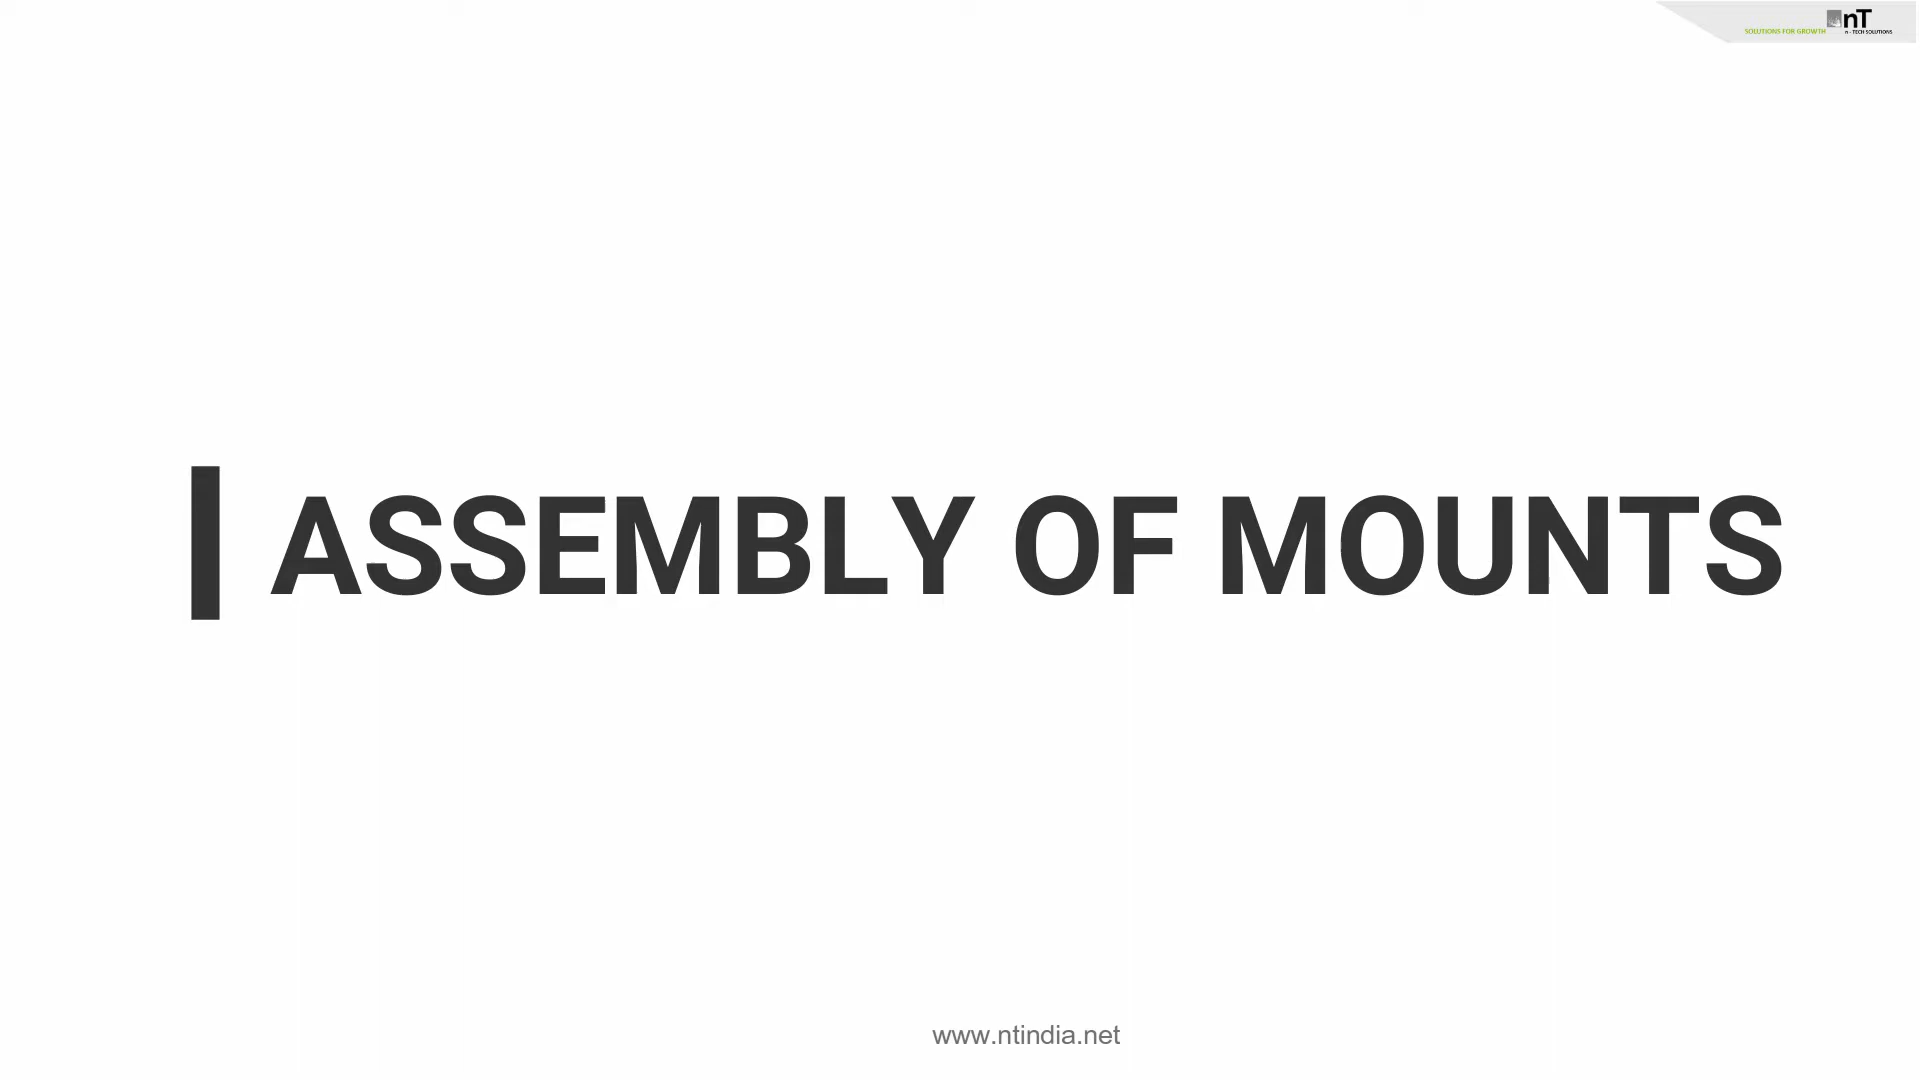 nT
SOLUTIONS FOR GROWTH
n - TECH SOLUTIONS
ASSEMBLY OF MOUNTS
www.ntindia.net